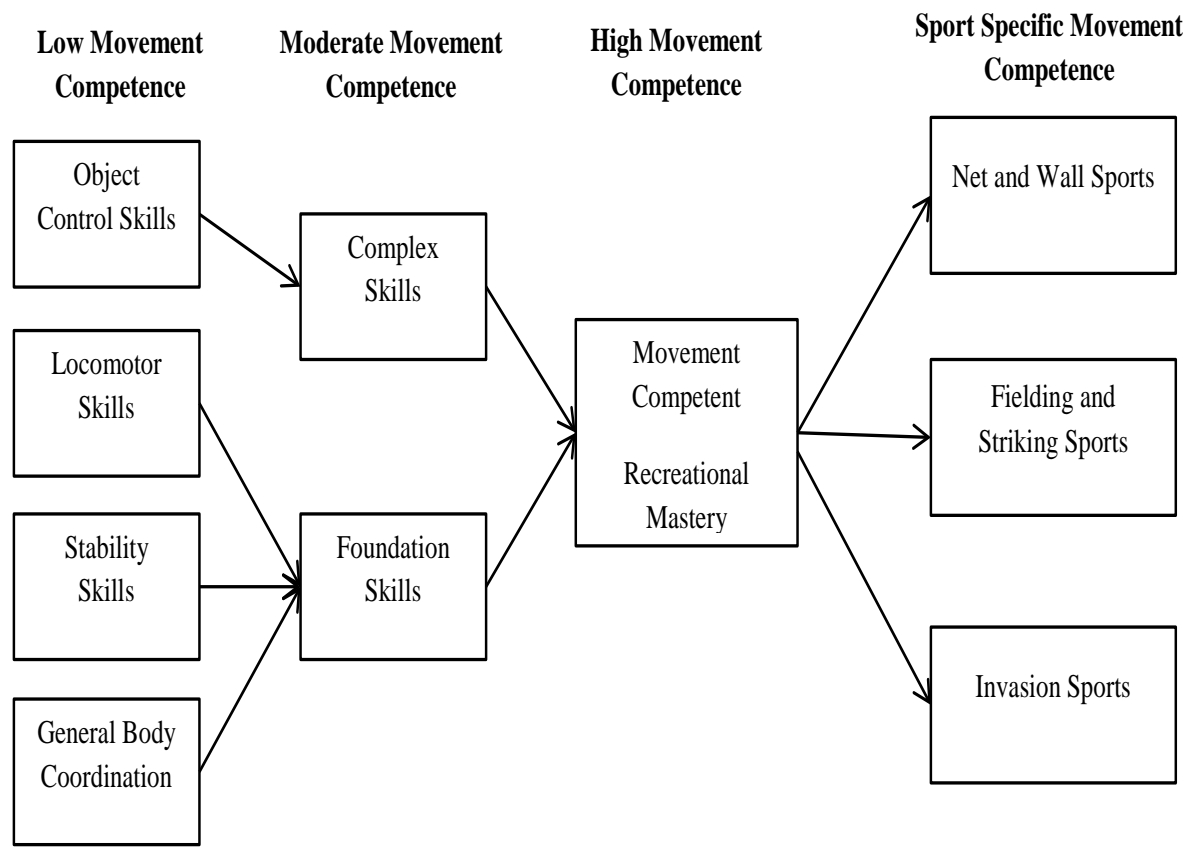 Low Movement
Competence
Moderate Movement
Competence
High Movement
Competence
Sport Specific Movement
Competence
Object
Control Skills
Locomotor
Skills
Stability
Skills
General Body
Coordination
Complex
Skills
Foundation
Skills
Movement
Competent
Recreational
Mastery
Net and Wall Sports
Fielding and
Striking Sports
Invasion Sports